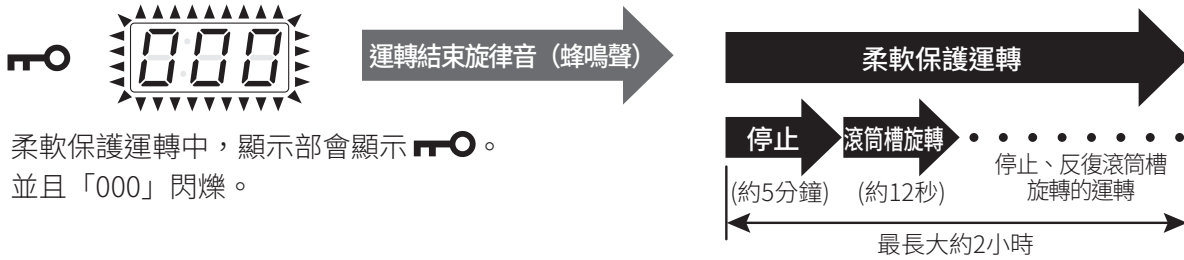 000
運轉結束旋律音（蜂鳴聲）
柔軟保護運轉中，顯示部會顯示 。
並且「000」閃爍。
柔軟保護運轉
停止
滾筒槽旋轉
停止、反復滾筒槽
旋轉的運轉
(約5分鐘)
(約12秒)
最長大約2小時